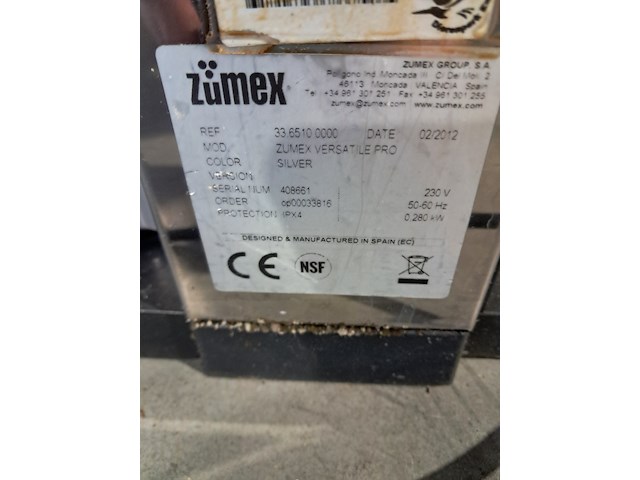 zümex
ZUMEX GROUP, S.A.
Polígono Ind. Moncada III C/ Del Molí, 2
46113 Moncada VALENCIA Spain
Tel. +34 961 301 251 Fax +34 961 301 255
zumex@zumex.com www.zumex.com
REF. 33.6510.0000 DATE 02/2012
MOD. ZUMEX VERSATILE PRO
COLOR SILVER
VERSION
SERIAL NUM 408661 230 V
ORDER op00033816 50-60 Hz
PROTECTION IPX4 0.280 kW
DESIGNED & MANUFACTURED IN SPAIN (EC)
CE NSF